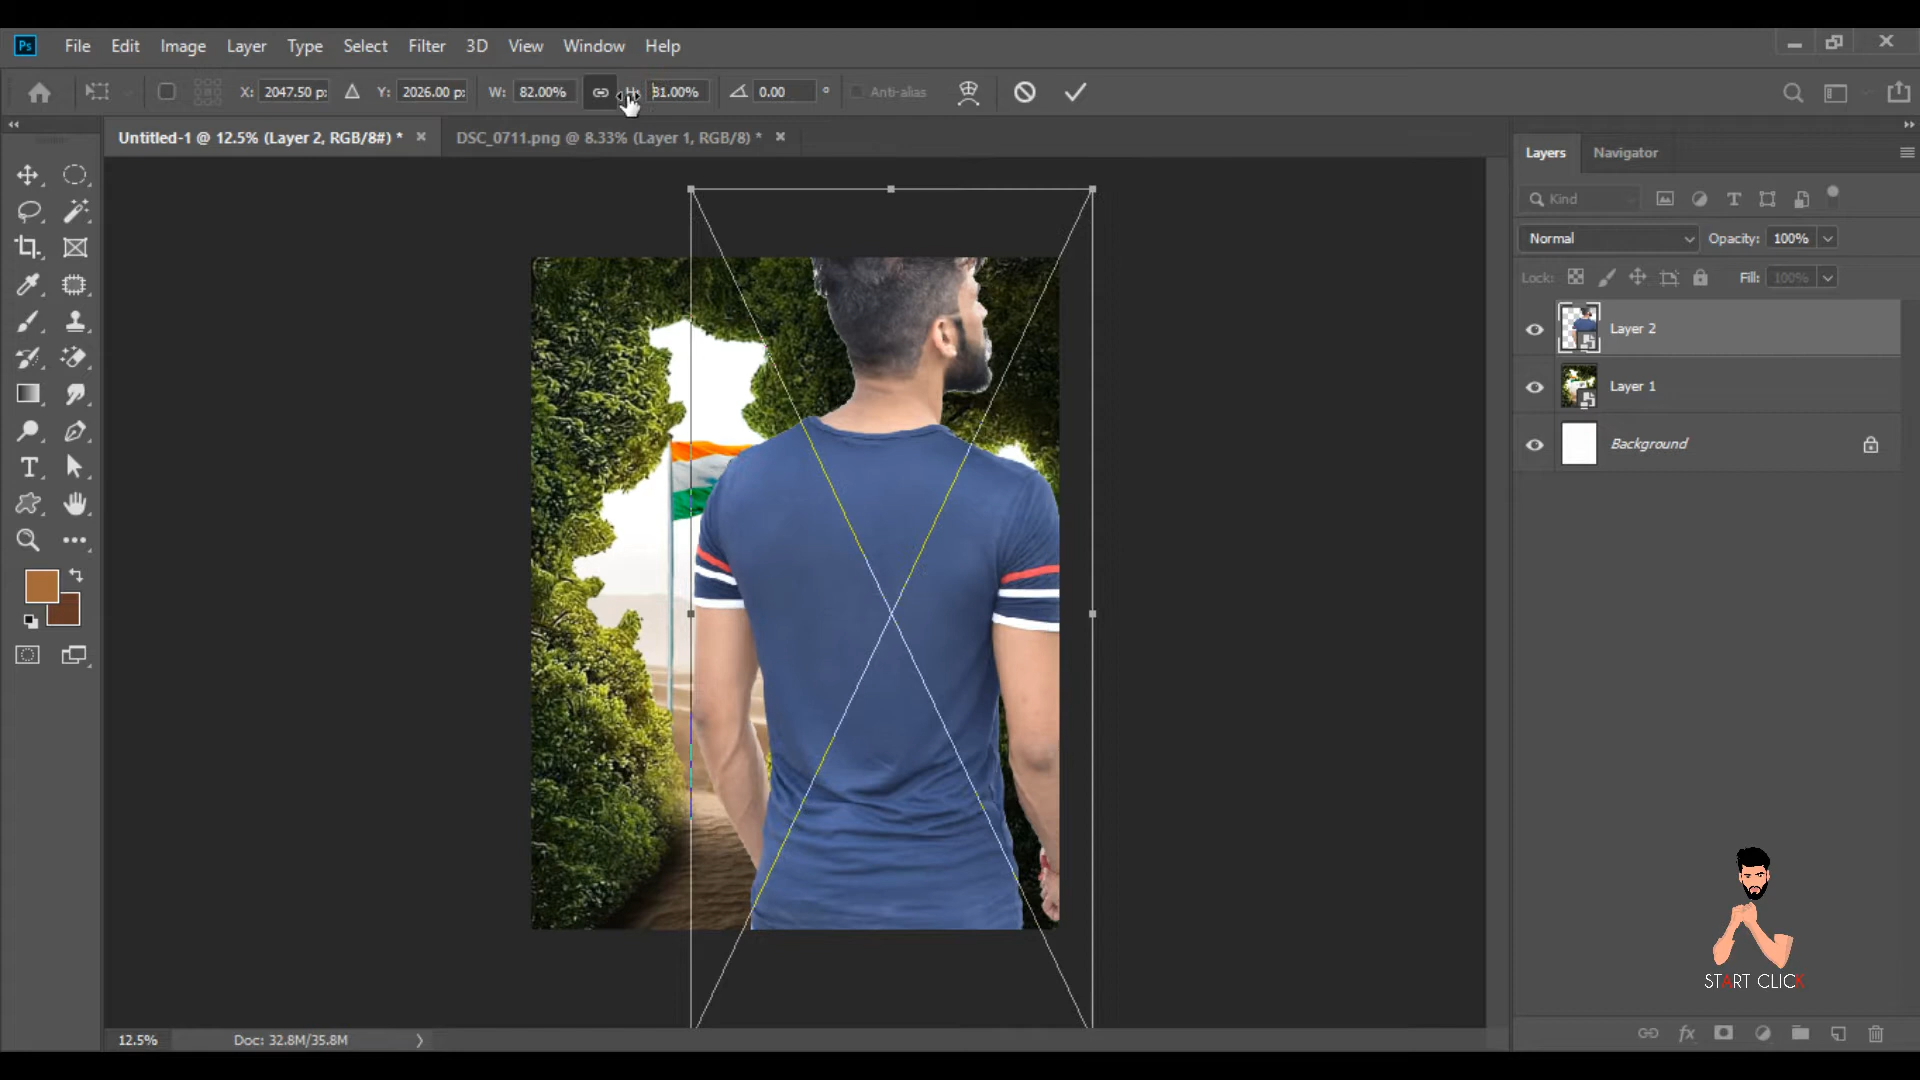 Ps File Edit Image Layer Type Select Filter 3D View Window Help
X: 2047.50 p: Y: 2026.00 p: W: 82.00% H: 81.00% 0.00 ° Anti-alias
Untitled-1 @ 12.5% (Layer 2, RGB/8#) * × DSC_0711.png @ 8.33% (Layer 1, RGB/8) * ×
Layers Navigator
Kind
Normal Opacity: 100%
Lock: Fill: 100%
Layer 2
Layer 1
Background
START CLICK
12.5% Doc: 32.8M/35.8M